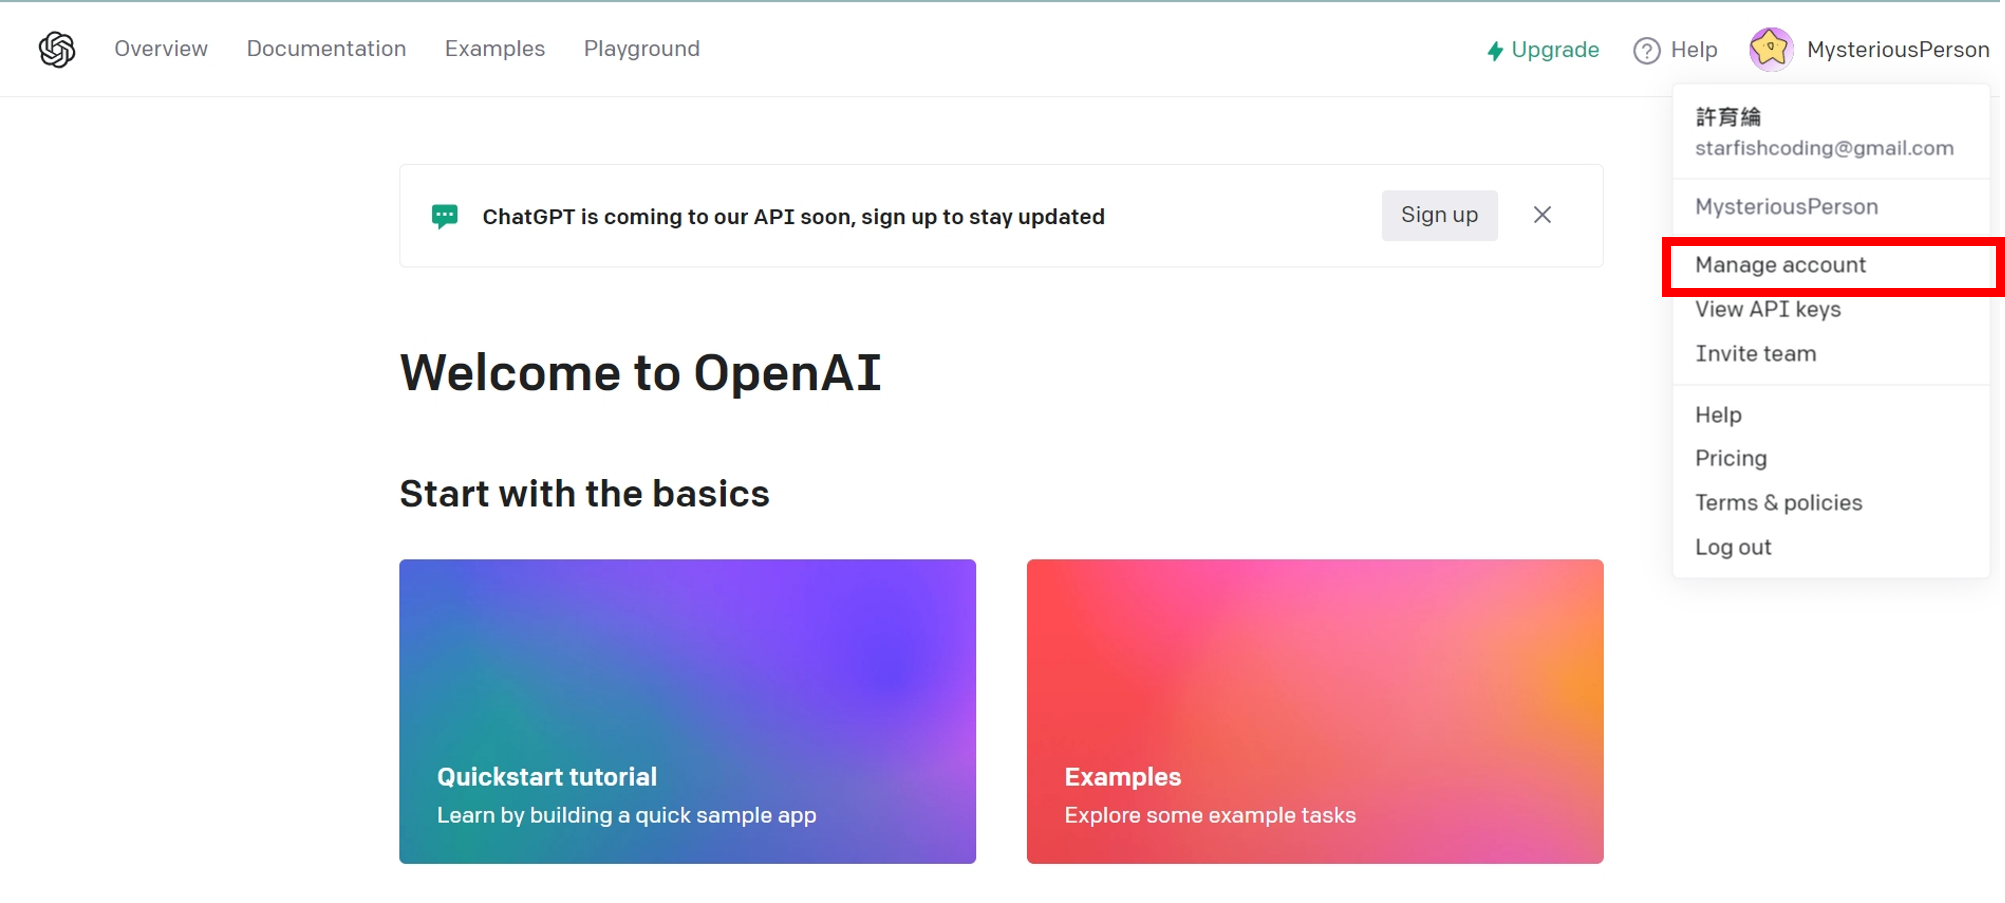 Overview Documentation Examples Playground Upgrade Help MysteriousPerson
許育綸
starfishcoding@gmail.com
MysteriousPerson
Manage account
View API keys
Invite team
Help
Pricing
Terms & policies
Log out
ChatGPT is coming to our API soon, sign up to stay updated Sign up
Welcome to OpenAI
Start with the basics
Quickstart tutorial
Learn by building a quick sample app
Examples
Explore some example tasks